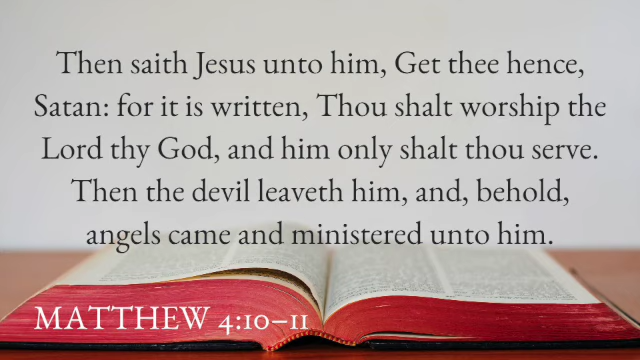 Then saith Jesus unto him, Get thee hence,
Satan: for it is written, Thou shalt worship the
Lord thy God, and him only shalt thou serve.
Then the devil leaveth him, and, behold,
angels came and ministered unto him.
MATTHEW 4:10–11